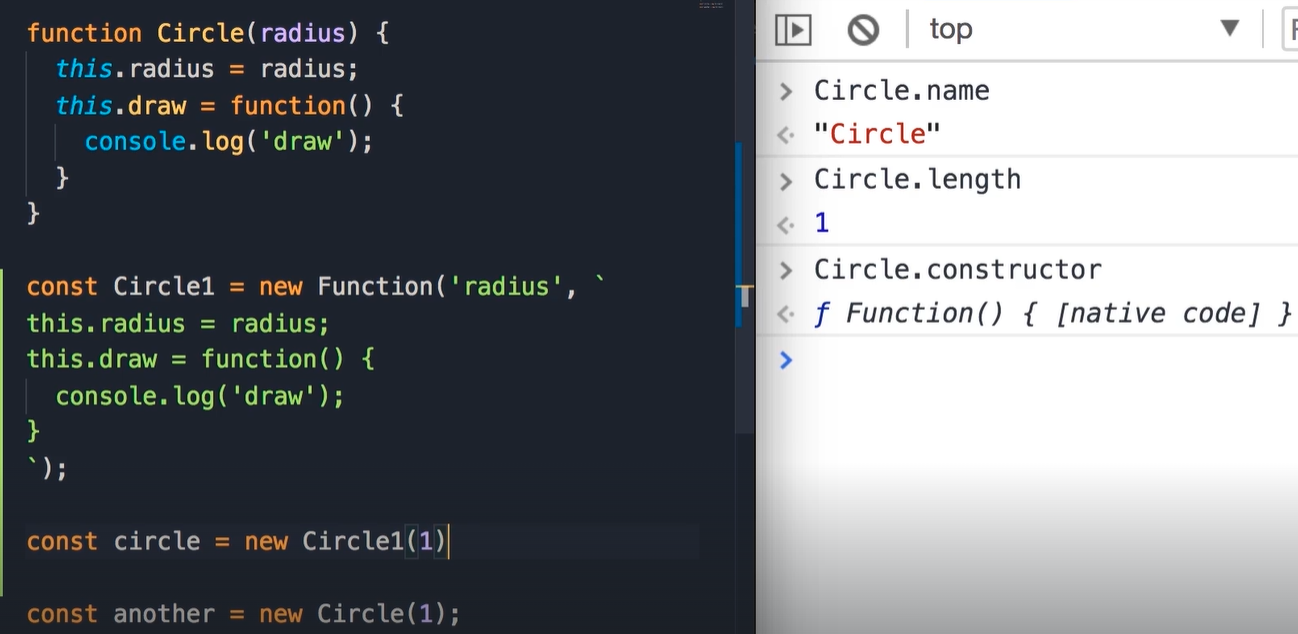 function Circle(radius) {
  this.radius = radius;
  this.draw = function() {
    console.log('draw');
  }
}
const Circle1 = new Function('radius', `
this.radius = radius;
this.draw = function() {
  console.log('draw');
}
`);
const circle = new Circle1(1)
const another = new Circle(1);
top ▼
> Circle.name
<· "Circle"
> Circle.length
<· 1
> Circle.constructor
<· ƒ Function() { [native code] }
>